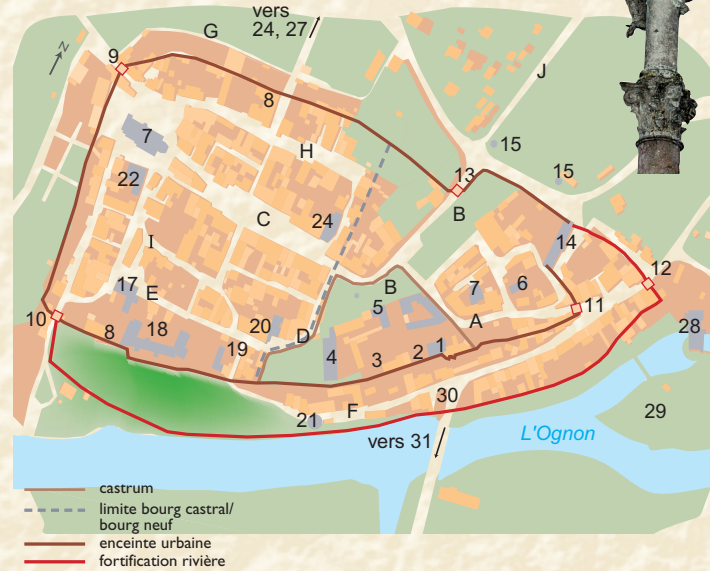 vers
24, 27
G
N
9
J
8
7
15
H
15
13
22
C
24
B
14
I
12
17
E
B
5
7
6
10
11
8
18
20
D
A
28
19
4
3
2
1
30
29
21
F
vers 31
L'Ognon
castrum
limite bourg castral/
bourg neuf
enceinte urbaine
fortification rivière